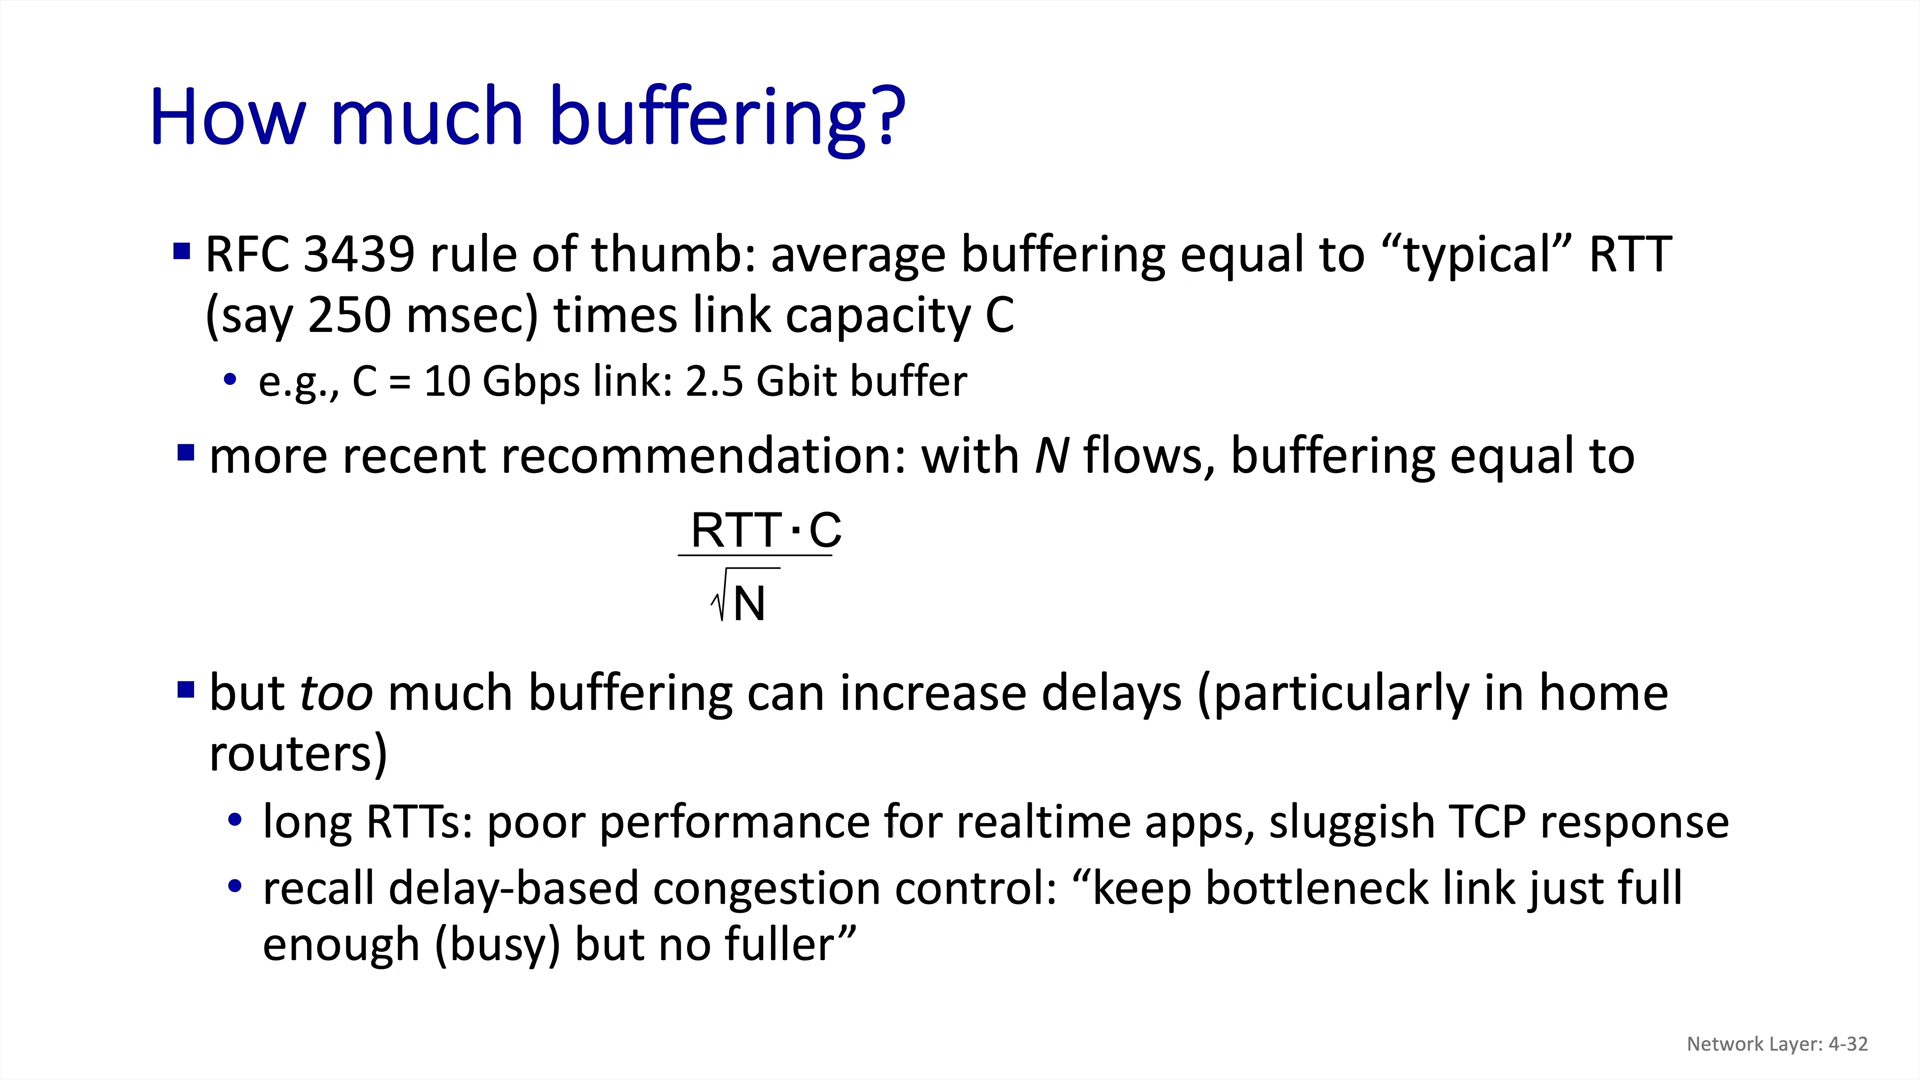 How much buffering?
▪ RFC 3439 rule of thumb: average buffering equal to “typical” RTT
(say 250 msec) times link capacity C
• e.g., C = 10 Gbps link: 2.5 Gbit buffer
▪ more recent recommendation: with N flows, buffering equal to
RTT · C
√N
▪ but too much buffering can increase delays (particularly in home
routers)
• long RTTs: poor performance for realtime apps, sluggish TCP response
• recall delay-based congestion control: “keep bottleneck link just full
enough (busy) but no fuller”
Network Layer: 4-32